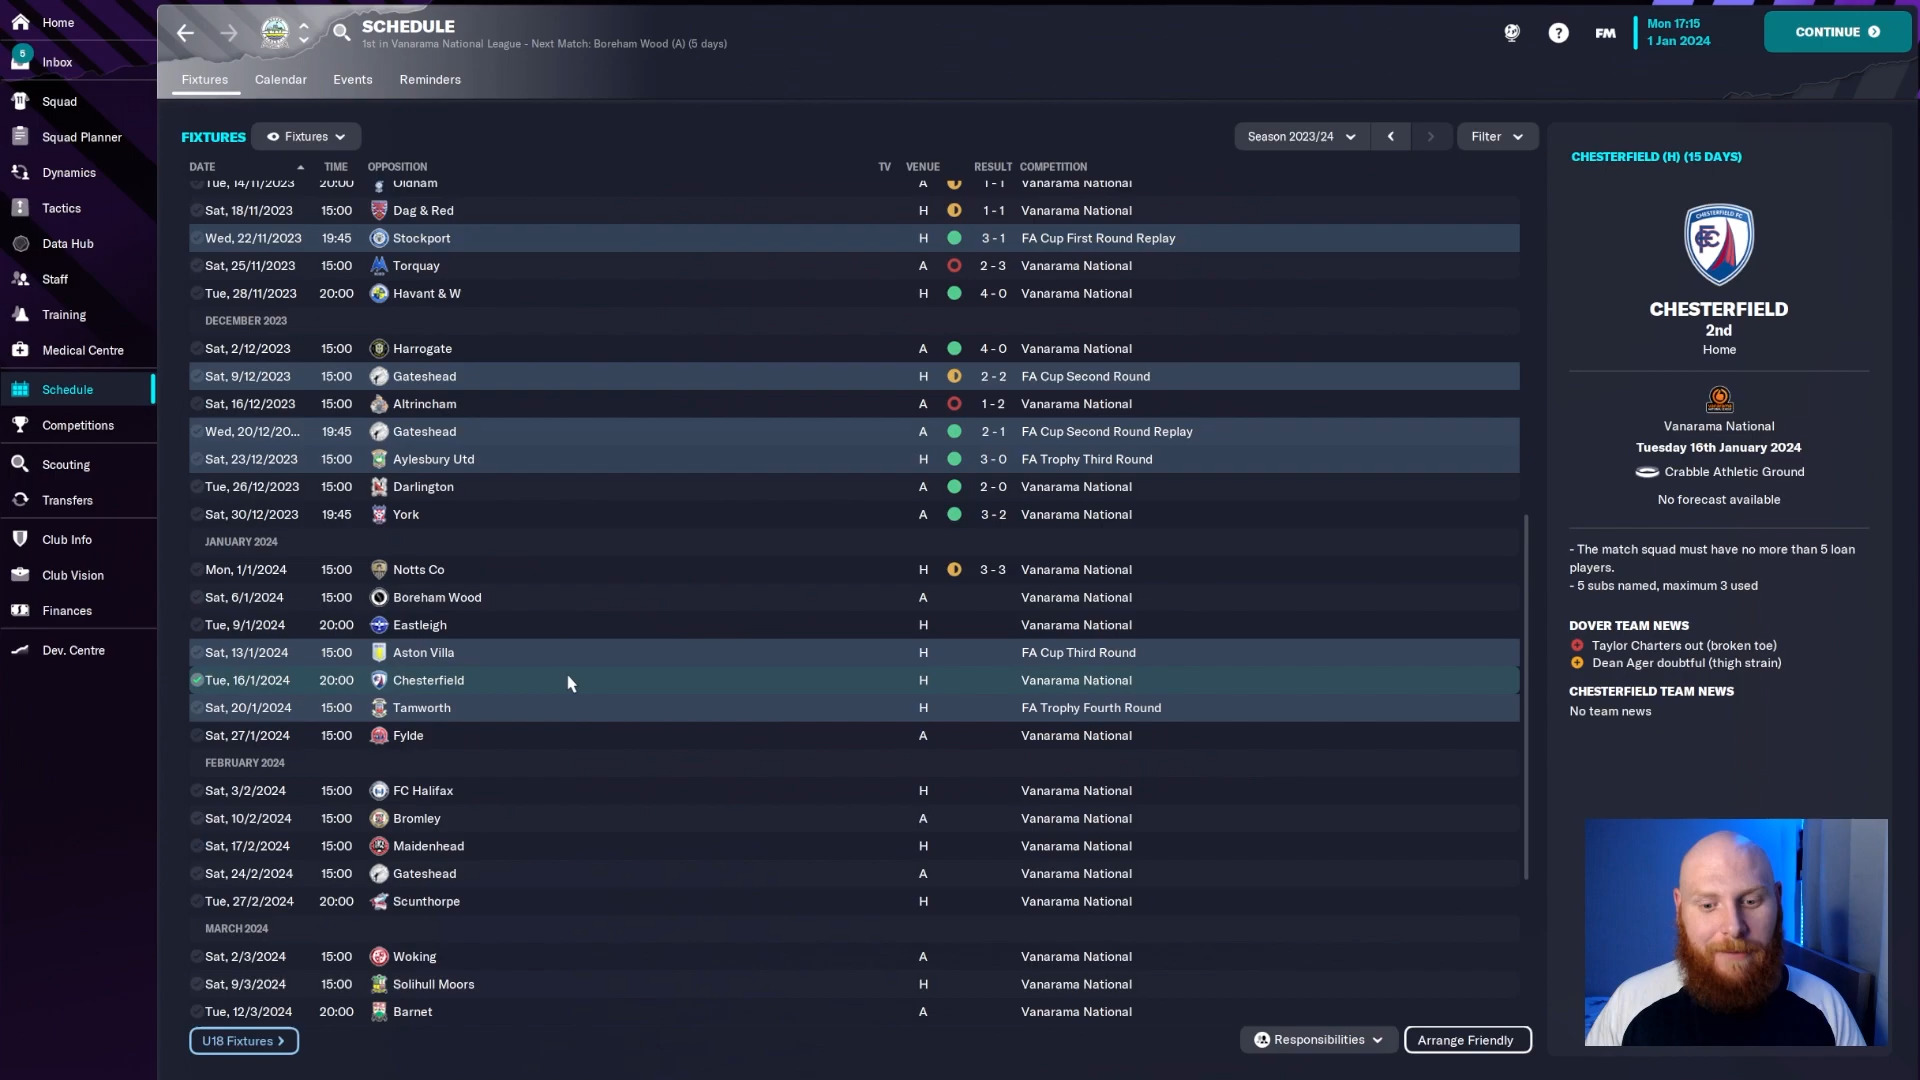 Home
SCHEDULE
1st in Vanarama National League - Next Match: Boreham Wood (A) (5 days)
FM
Mon 17:15
1 Jan 2024
CONTINUE
5
Inbox
Fixtures Calendar Events Reminders
Squad
Squad Planner
Dynamics
Tactics
Data Hub
Staff
Training
Medical Centre
Schedule
Competitions
Scouting
Transfers
Club Info
Club Vision
Finances
Dev. Centre
FIXTURES Fixtures Season 2023/24 Filter
DATE TIME OPPOSITION TV VENUE RESULT COMPETITION
Tue, 14/11/2023 20:00 Oldham A 1 - 1 Vanarama National
Sat, 18/11/2023 15:00 Dag & Red H 1 - 1 Vanarama National
Wed, 22/11/2023 19:45 Stockport H 3 - 1 FA Cup First Round Replay
Sat, 25/11/2023 15:00 Torquay A 2 - 3 Vanarama National
Tue, 28/11/2023 20:00 Havant & W H 4 - 0 Vanarama National
DECEMBER 2023
Sat, 2/12/2023 15:00 Harrogate A 4 - 0 Vanarama National
Sat, 9/12/2023 15:00 Gateshead H 2 - 2 FA Cup Second Round
Sat, 16/12/2023 15:00 Altrincham A 1 - 2 Vanarama National
Wed, 20/12/20... 19:45 Gateshead A 2 - 1 FA Cup Second Round Replay
Sat, 23/12/2023 15:00 Aylesbury Utd H 3 - 0 FA Trophy Third Round
Tue, 26/12/2023 15:00 Darlington A 2 - 0 Vanarama National
Sat, 30/12/2023 19:45 York A 3 - 2 Vanarama National
JANUARY 2024
Mon, 1/1/2024 15:00 Notts Co H 3 - 3 Vanarama National
Sat, 6/1/2024 15:00 Boreham Wood A Vanarama National
Tue, 9/1/2024 20:00 Eastleigh H Vanarama National
Sat, 13/1/2024 15:00 Aston Villa H FA Cup Third Round
Tue, 16/1/2024 20:00 Chesterfield H Vanarama National
Sat, 20/1/2024 15:00 Tamworth H FA Trophy Fourth Round
Sat, 27/1/2024 15:00 Fylde A Vanarama National
FEBRUARY 2024
Sat, 3/2/2024 15:00 FC Halifax H Vanarama National
Sat, 10/2/2024 15:00 Bromley A Vanarama National
Sat, 17/2/2024 15:00 Maidenhead H Vanarama National
Sat, 24/2/2024 15:00 Gateshead A Vanarama National
Tue, 27/2/2024 20:00 Scunthorpe H Vanarama National
MARCH 2024
Sat, 2/3/2024 15:00 Woking A Vanarama National
Sat, 9/3/2024 15:00 Solihull Moors H Vanarama National
Tue, 12/3/2024 20:00 Barnet A Vanarama National
U18 Fixtures
Responsibilities
Arrange Friendly
CHESTERFIELD (H) (15 DAYS)
CHESTERFIELD FC
CHESTERFIELD
2nd
Home
Vanarama National
Tuesday 16th January 2024
Crabble Athletic Ground
No forecast available
- The match squad must have no more than 5 loan
players.
- 5 subs named, maximum 3 used
DOVER TEAM NEWS
Taylor Charters out (broken toe)
Dean Ager doubtful (thigh strain)
CHESTERFIELD TEAM NEWS
No team news